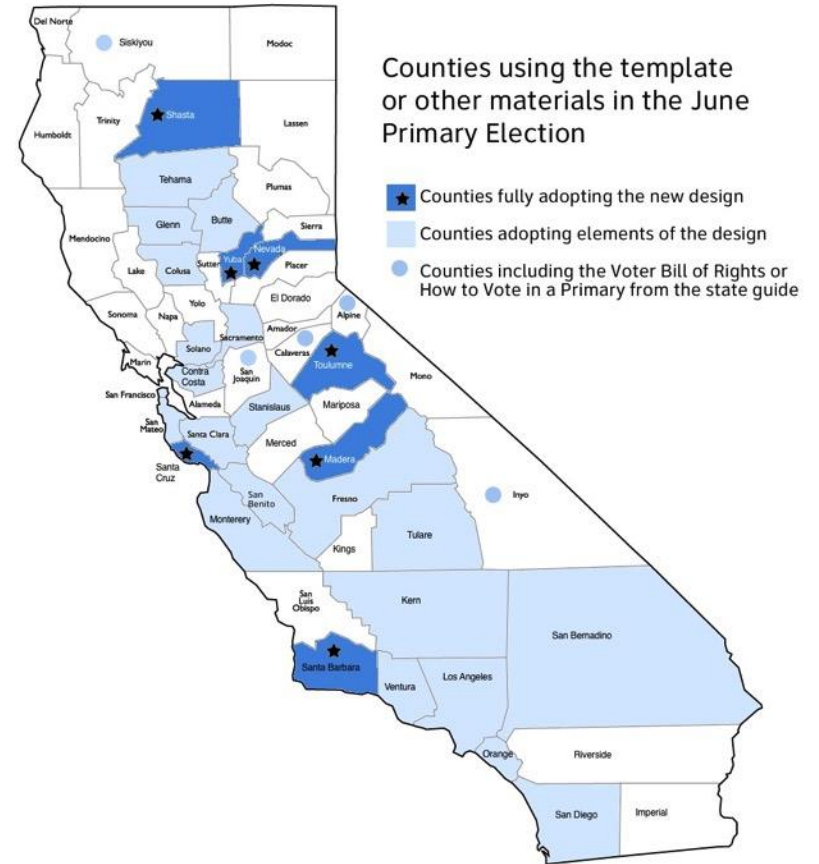 Counties using the template
or other materials in the June
Primary Election
Counties fully adopting the new design
Counties adopting elements of the design
Counties including the Voter Bill of Rights or
How to Vote in a Primary from the state guide
Del Norte
Siskiyou
Modoc
Shasta
Trinity
Humboldt
Lassen
Tehama
Plumas
Butte
Glenn
Sierra
Mendocino
Nevada
Yuba
Sutter
Placer
Colusa
Lake
Yolo
El Dorado
Sonoma
Napa
Alpine
Amador
Sacramento
Solano
Calaveras
Marin
Toulumne
San
Joaquin
Contra
Costa
Mono
San Francisco
Alameda
Stanislaus
Mariposa
San
Mateo
Santa Clara
Merced
Madera
Santa
Cruz
San
Benito
Fresno
Inyo
Monterery
Tulare
Kings
San
Luis
Obispo
Kern
San Bernadino
Santa Barbara
Ventura
Los Angeles
Orange
Riverside
San Diego
Imperial